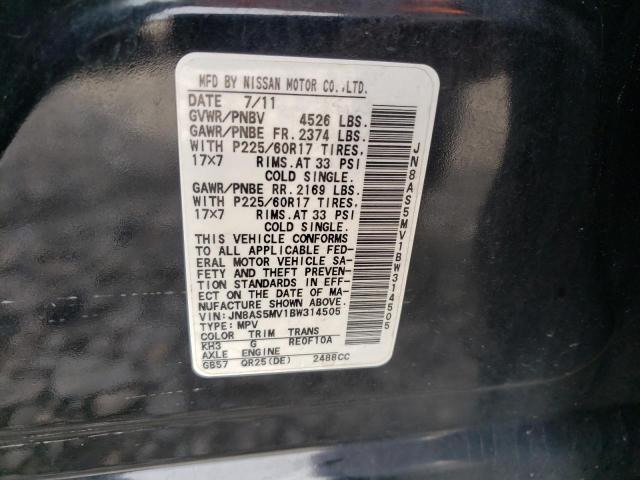 MFD BY NISSAN MOTOR CO.,LTD.
DATE 7/11
GVWR/PNBV 4526 LBS.
GAWR/PNBE FR. 2374 LBS.
WITH P225/60R17 TIRES.
17X7 RIMS.AT 33 PSI
COLD SINGLE.
GAWR/PNBE RR. 2169 LBS.
WITH P225/60R17 TIRES.
17X7 RIMS.AT 33 PSI
COLD SINGLE.
THIS VEHICLE CONFORMS
TO ALL APPLICABLE FED-
ERAL MOTOR VEHICLE SA-
FETY AND THEFT PREVEN-
TION STANDARDS IN EFF-
ECT ON THE DATE OF MA-
NUFACTURE SHOWN ABOVE.
VIN:JN8AS5MV1BW314505
TYPE:MPV
COLOR TRIM TRANS
KH3 G RE0F10A
AXLE ENGINE
GB57 QR25(DE) 2488CC
JN8AS5MV1BW314505